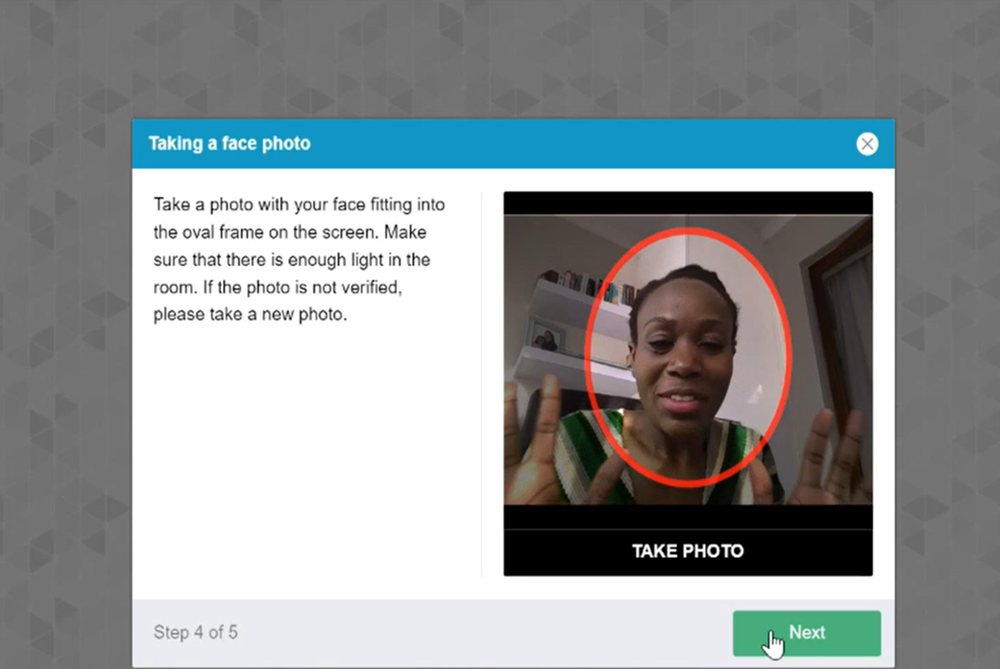 Taking a face photo
Take a photo with your face fitting into
the oval frame on the screen. Make
sure that there is enough light in the
room. If the photo is not verified,
please take a new photo.
TAKE PHOTO
Step 4 of 5
Next